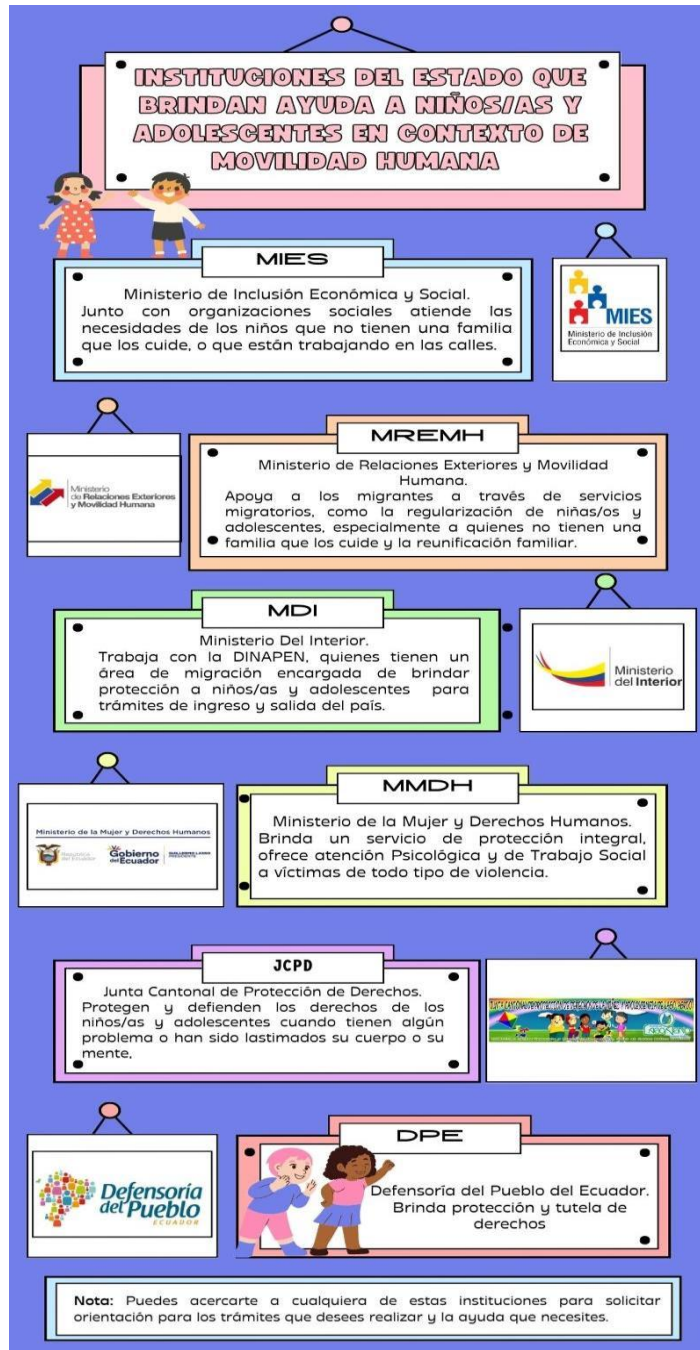 INSTITUCIONES DEL ESTADO QUE
BRINDAN AYUDA A NIÑOS/AS Y
ADOLESCENTES EN CONTEXTO DE
MOVILIDAD HUMANA
MIES
Ministerio de Inclusión Económica y Social.
Junto con organizaciones sociales atiende las
necesidades de los niños que no tienen una familia
que los cuide, o que están trabajando en las calles.
MIES
Ministerio de Inclusión
Económica y Social
MREMH
Ministerio
de Relaciones Exteriores
y Movilidad Humana
Ministerio de Relaciones Exteriores y Movilidad
Humana.
Apoya a los migrantes a través de servicios
migratorios, como la regularización de niñas/os y
adolescentes, especialmente a quienes no tienen una
familia que los cuide y la reunificación familiar.
MDI
Ministerio Del Interior.
Trabaja con la DINAPEN, quienes tienen un
área de migración encargada de brindar
protección a niños/as y adolescentes para
trámites de ingreso y salida del país.
Ministerio
del Interior
MMDH
Ministerio de la Mujer y Derechos Humanos
República
del Ecuador
Gobierno
del Ecuador
GUILLERMO LASSO
PRESIDENTE
Ministerio de la Mujer y Derechos Humanos.
Brinda un servicio de protección integral,
ofrece atención Psicológica y de Trabajo Social
a víctimas de todo tipo de violencia.
JCPD
Junta Cantonal de Protección de Derechos.
Protegen y defienden los derechos de los
niños/as y adolescentes cuando tienen algún
problema o han sido lastimados su cuerpo o su
mente,
DPE
Defensoría
del Pueblo
ECUADOR
Defensoría del Pueblo del Ecuador.
Brinda protección y tutela de
derechos
Nota: Puedes acercarte a cualquiera de estas instituciones para solicitar
orientación para los trámites que desees realizar y la ayuda que necesites.